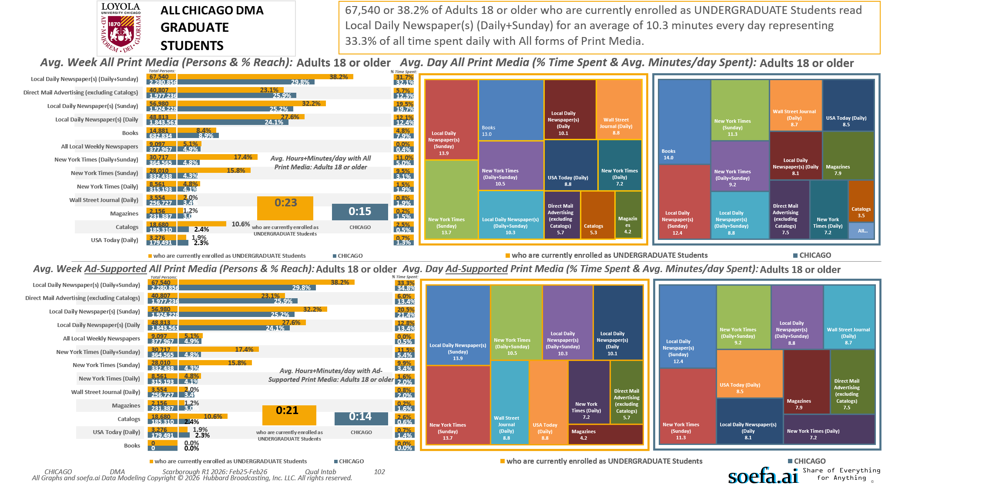 LOYOLA
UNIVERSITY CHICAGO
1870
AD • MAJOREM • DEI • GLORIAM
ALL CHICAGO DMA
GRADUATE
STUDENTS
67,540 or 38.2% of Adults 18 or older who are currently enrolled as UNDERGRADUATE Students read
Local Daily Newspaper(s) (Daily+Sunday) for an average of 10.3 minutes every day representing
33.3% of all time spent daily with All forms of Print Media.
Avg. Week All Print Media (Persons & % Reach): Adults 18 or older
Total Persons:
% Time Spent:
Local Daily Newspaper(s) (Daily+Sunday) 67,540 38.2% 31.7%
2,280,856 29.8% 32.1%
Direct Mail Advertising (excluding Catalogs) 40,807 23.1% 5.7%
1,977,236 25.9% 12.3%
Local Daily Newspaper(s) (Sunday) 56,980 32.2% 19.5%
1,924,228 25.2% 19.7%
Local Daily Newspaper(s) (Daily 48,813 27.6% 12.1%
1,843,561 24.1% 12.4%
Books 14,881 8.4% 4.8%
682,834 8.9% 7.9%
All Local Weekly Newspapers 9,097 5.1% 0.0%
377,967 4.9% 0.4%
New York Times (Daily+Sunday) 30,717 17.4% 11.0%
364,565 4.8% 5.0%
New York Times (Sunday) 28,010 15.8% 9.5%
332,438 4.3% 3.1%
New York Times (Daily) 8,561 4.8% 1.5%
315,193 4.1% 1.9%
Wall Street Journal (Daily) 3,554 2.0% 0.8%
256,727 3.4% 1.9%
Magazines 2,156 1.2% 0.2%
231,387 3.0 1.5%
Catalogs 18,680 10.6% 2.5%
185,310 2.4% 0.5%
USA Today (Daily) 3,276 1.9% 0.7%
179,491 2.3% 1.3%
Avg. Hours+Minutes/day with All
Print Media: Adults 18 or older
0:23
0:15
who are currently enrolled as
UNDERGRADUATE Students
CHICAGO
who are currently enrolled as UNDERGRADUATE Students
CHICAGO
Avg. Day All Print Media (% Time Spent & Avg. Minutes/day Spent): Adults 18 or older
Local Daily
Newspaper(s)
(Sunday)
13.9
Books
13.0
Local Daily
Newspaper(s)
(Daily
10.1
Wall Street
Journal (Daily)
8.8
New York Times
(Daily+Sunday)
10.5
USA Today (Daily)
8.8
New York Times
(Daily)
7.2
New York Times
(Sunday)
13.7
Local Daily Newspaper(s)
(Daily+Sunday)
10.3
Direct Mail
Advertising
(excluding
Catalogs)
5.7
Catalogs
5.3
Magazin
es
4.2
who are currently enrolled as UNDERGRADUATE Students
Books
14.0
New York Times
(Sunday)
11.3
Wall Street Journal
(Daily)
8.7
USA Today (Daily)
8.5
New York Times
(Daily+Sunday)
9.2
Local Daily
Newspaper(s) (Daily
8.1
Magazines
7.9
Local Daily
Newspaper(s)
(Sunday)
12.4
Local Daily
Newspaper(s)
(Daily+Sunday)
8.8
Direct Mail
Advertising
(excluding
Catalogs)
7.5
New York
Times (Daily)
7.2
Catalogs
3.5
All...
CHICAGO
Avg. Week Ad-Supported All Print Media (Persons & % Reach): Adults 18 or older
Total Persons:
% Time Spent:
Local Daily Newspaper(s) (Daily+Sunday) 67,540 38.2% 33.3%
2,280,856 29.8% 34.8%
Direct Mail Advertising (excluding Catalogs) 40,807 23.1% 6.0%
1,977,236 25.9% 13.4%
Local Daily Newspaper(s) (Sunday) 56,980 32.2% 20.5%
1,924,228 25.2% 21.4%
Local Daily Newspaper(s) (Daily 48,813 27.6% 12.8%
1,843,561 24.1% 13.4%
All Local Weekly Newspapers 9,097 5.1% 0.0%
377,967 4.9% 0.5%
New York Times (Daily+Sunday) 30,717 17.4% 11.5%
364,565 4.8% 5.4%
New York Times (Sunday) 28,010 15.8% 9.9%
332,438 4.3% 3.4%
New York Times (Daily) 8,561 4.8% 1.6%
315,193 4.1% 2.0%
Wall Street Journal (Daily) 3,554 2.0% 0.8%
256,727 3.4 2.0%
Magazines 2,156 1.2% 0.2%
231,387 3.0 1.6%
Catalogs 18,680 10.6% 2.6%
185,310 2.4% 0.6%
USA Today (Daily) 3,276 1.9% 0.7%
179,491 2.3% 1.4%
Books 0 0.0% 0.0%
0 0.0% 0.0%
Avg. Hours+Minutes/day with Ad-
Supported Print Media: Adults 18 or older
0:21
0:14
who are currently enrolled as
UNDERGRADUATE Students
CHICAGO
who are currently enrolled as UNDERGRADUATE Students
CHICAGO
Avg. Day Ad-Supported Print Media (% Time Spent & Avg. Minutes/day Spent): Adults 18 or older
Local Daily Newspaper(s)
(Sunday)
13.9
New York Times
(Daily+Sunday)
10.5
Local Daily
Newspaper(s)
(Daily+Sunday)
10.3
Local Daily
Newspaper(s)
(Daily
10.1
New York Times
(Sunday)
13.7
Wall Street
Journal
(Daily)
8.8
USA Today
(Daily)
8.8
New York
Times (Daily)
7.2
Direct Mail
Advertising
(excluding
Catalogs)
5.7
Magazines
4.2
who are currently enrolled as UNDERGRADUATE Students
Local Daily
Newspaper(s)
(Sunday)
12.4
New York Times
(Daily+Sunday)
9.2
Local Daily
Newspaper(s)
(Daily+Sunday)
8.8
Wall Street Journal
(Daily)
8.7
USA Today (Daily)
8.5
Magazines
7.9
Direct Mail
Advertising
(excluding
Catalogs)
7.5
New York Times
(Sunday)
11.3
Local Daily Newspaper(s)
(Daily
8.1
New York Times (Daily)
7.2
CHICAGO
CHICAGO DMA Scarborough R1 2026: Feb25-Feb26 Qual Intab 102
All Graphs and soefa.ai Data Modeling Copyright © 2026 Hubbard Broadcasting, Inc. LLC. All rights reserved.
soefa.ai
Share of Everything
for Anything ©